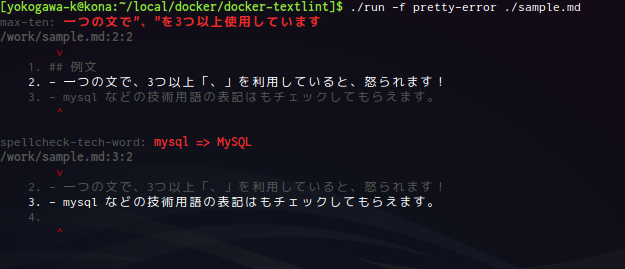 [yokogawa-k@kona:~/local/docker/docker-textlint]$ ./run -f pretty-error ./sample.md
max-ten: 一つの文で"、"を3つ以上使用しています
/work/sample.md:2:2
v
1. ## 例文
2. - 一つの文で、3つ以上「、」を利用していると、怒られます！
3. - mysql などの技術用語の表記はもチェックしてもらえます。
^
spellcheck-tech-word: mysql => MySQL
/work/sample.md:3:2
v
2. - 一つの文で、3つ以上「、」を利用していると、怒られます！
3. - mysql などの技術用語の表記はもチェックしてもらえます。
4.
^